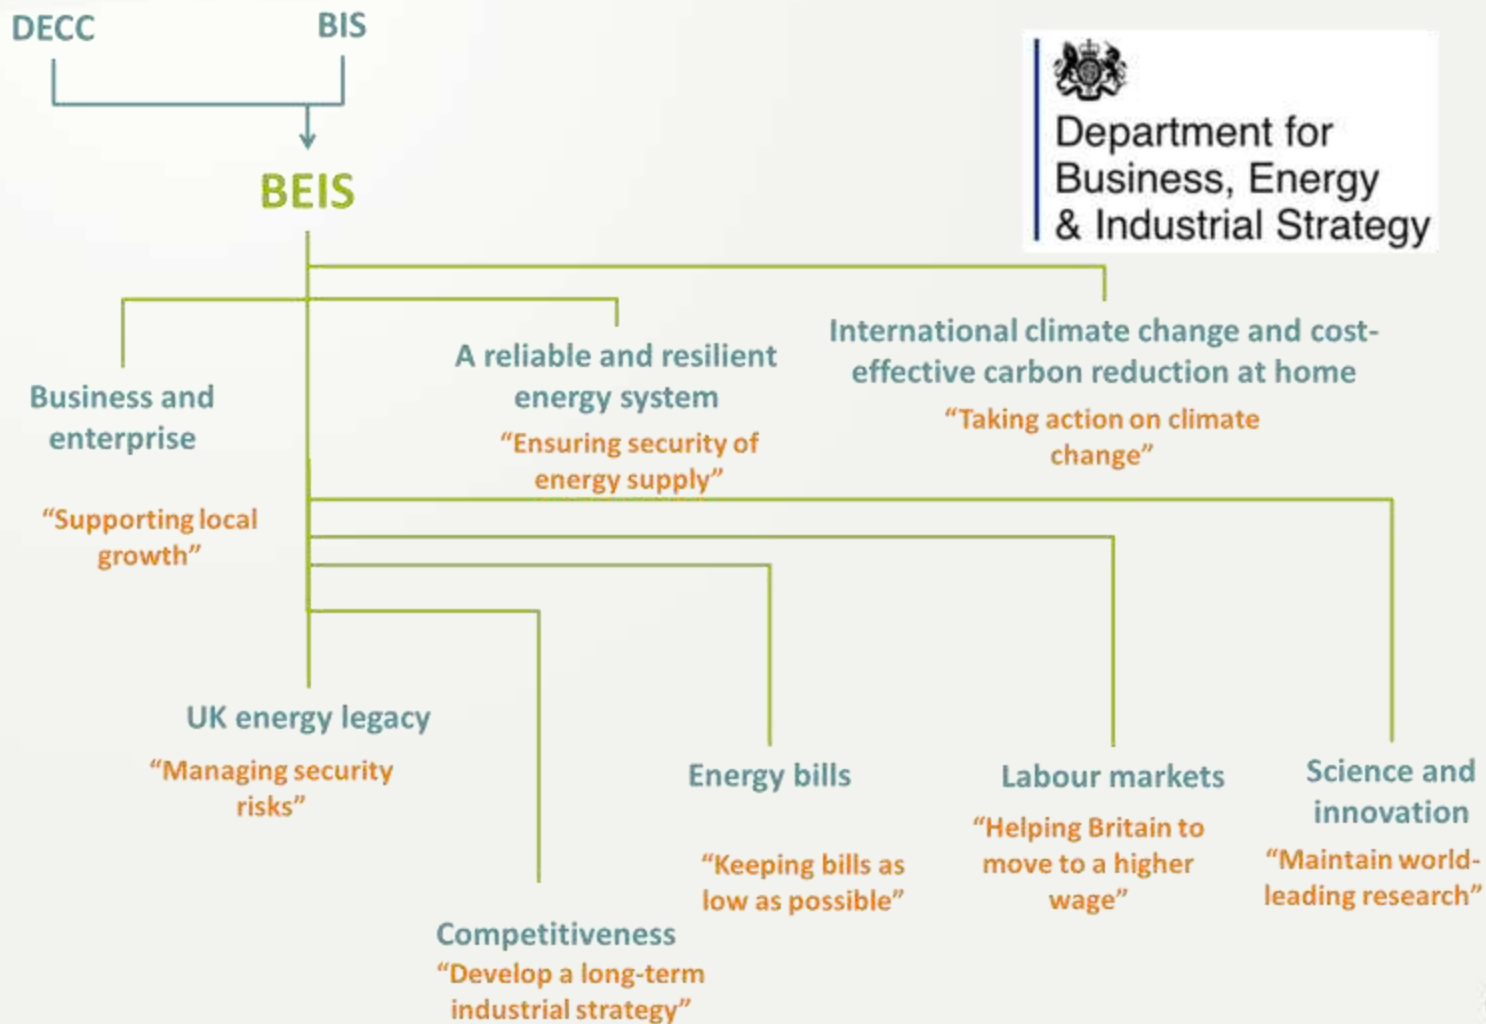 DECC
BIS
Department for
Business, Energy
& Industrial Strategy
BEIS
Business and
enterprise
“Supporting local
growth”
A reliable and resilient
energy system
“Ensuring security of
energy supply”
International climate change and cost-
effective carbon reduction at home
“Taking action on climate
change”
UK energy legacy
“Managing security
risks”
Competitiveness
“Develop a long-term
industrial strategy”
Energy bills
“Keeping bills as
low as possible”
Labour markets
“Helping Britain to
move to a higher
wage”
Science and
innovation
“Maintain world-
leading research”